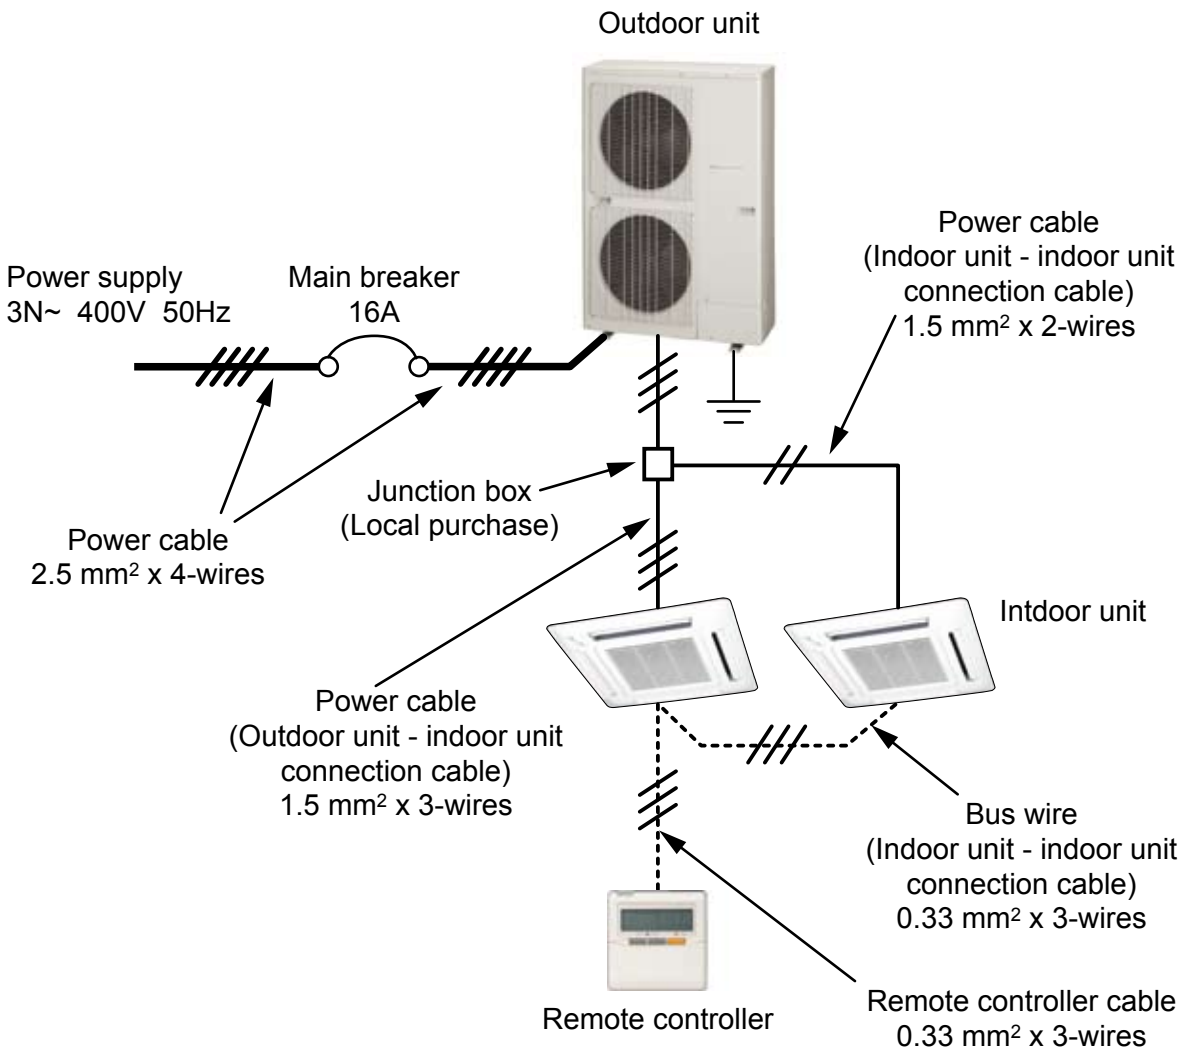 Outdoor unit
Power cable
(Indoor unit - indoor unit
connection cable)
1.5 mm² x 2-wires
Power supply
3N~ 400V 50Hz
Main breaker
16A
Junction box
(Local purchase)
Power cable
2.5 mm² x 4-wires
Intdoor unit
Power cable
(Outdoor unit - indoor unit
connection cable)
1.5 mm² x 3-wires
Bus wire
(Indoor unit - indoor unit
connection cable)
0.33 mm² x 3-wires
Remote controller
Remote controller cable
0.33 mm² x 3-wires